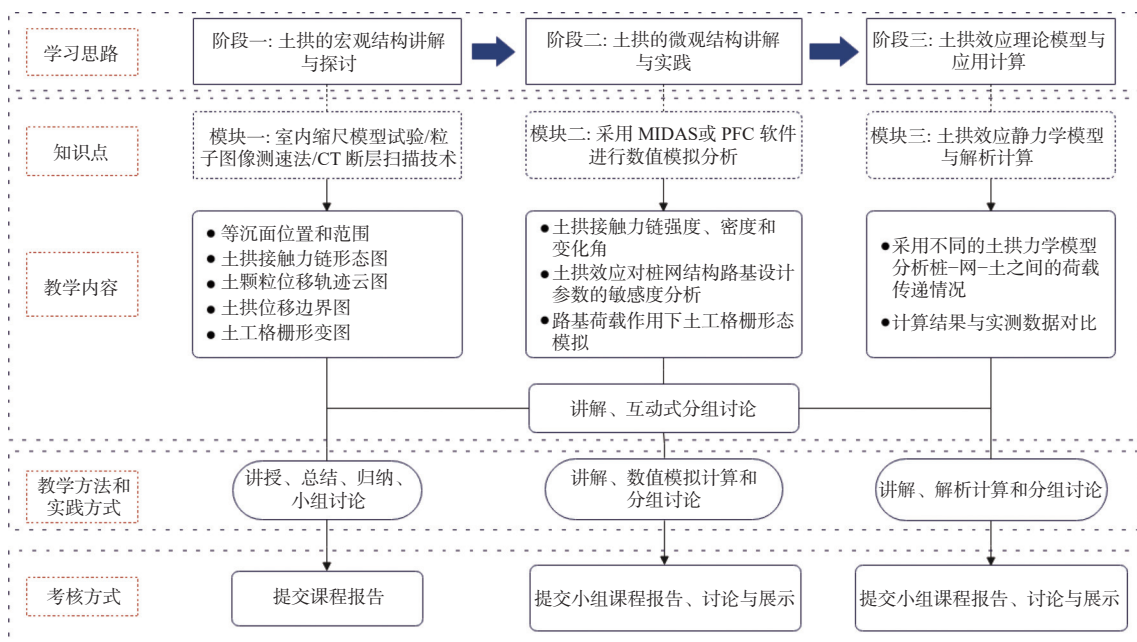 学习思路
阶段一: 土拱的宏观结构讲解
与探讨
阶段二: 土拱的微观结构讲解
与实践
阶段三: 土拱效应理论模型与
应用计算
知识点
模块一: 室内缩尺模型试验/粒
子图像测速法/CT 断层扫描技术
模块二: 采用 MIDAS或 PFC 软件
进行数值模拟分析
模块三: 土拱效应静力学模型
与解析计算
教学内容
● 等沉面位置和范围
● 土拱接触力链形态图
● 土颗粒位移轨迹云图
● 土拱位移边界图
● 土工格栅形变图
● 土拱接触力链强度、密度和
变化角
● 土拱效应对桩网结构路基设计
参数的敏感度分析
● 路基荷载作用下土工格栅形态
模拟
● 采用不同的土拱力学模型
分析桩−网−土之间的荷载
传递情况
● 计算结果与实测数据对比
讲解、互动式分组讨论
教学方法和
实践方式
讲授、总结、归纳、
小组讨论
讲解、数值模拟计算和
分组讨论
讲解、解析计算和分组讨论
考核方式
提交课程报告
提交小组课程报告、讨论与展示
提交小组课程报告、讨论与展示